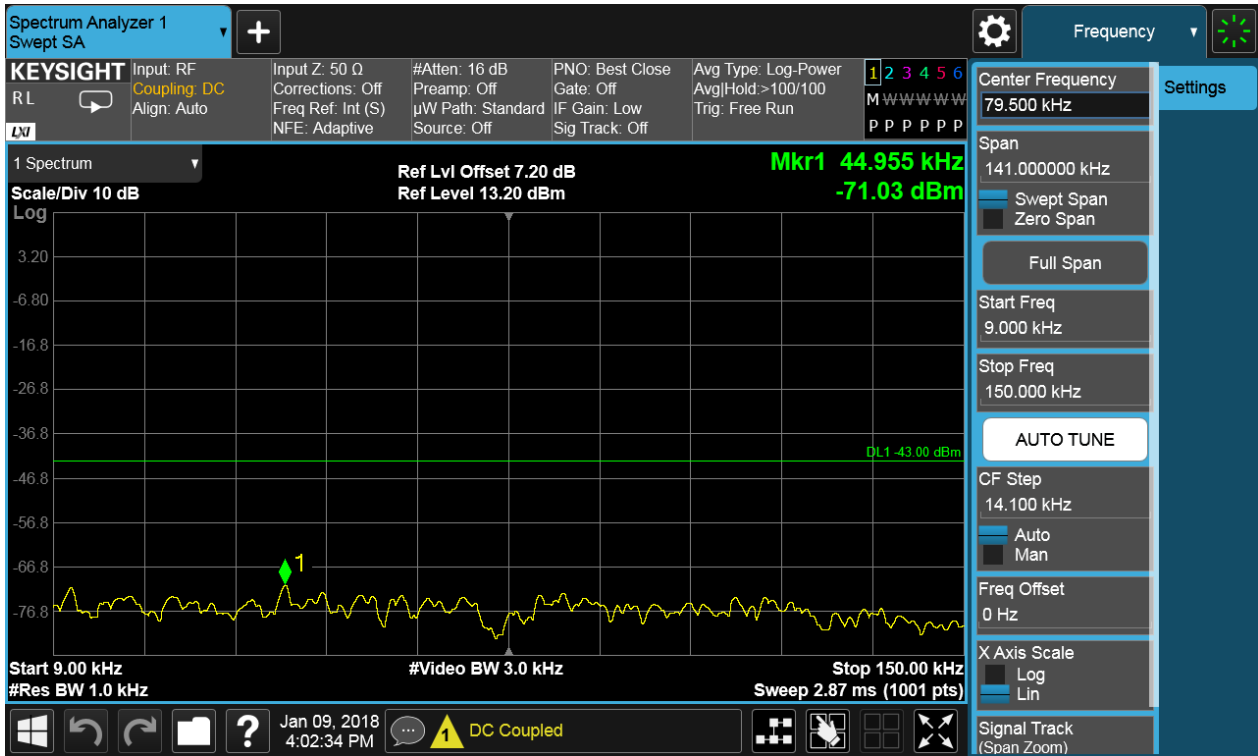 Spectrum Analyzer 1
Swept SA
Frequency
KEYSIGHT
RL
LXI
Input: RF
Coupling: DC
Align: Auto
Input Z: 50 Ω
Corrections: Off
Freq Ref: Int (S)
NFE: Adaptive
#Atten: 16 dB
Preamp: Off
µW Path: Standard
Source: Off
PNO: Best Close
Gate: Off
IF Gain: Low
Sig Track: Off
Avg Type: Log-Power
Avg|Hold:>100/100
Trig: Free Run
1 2 3 4 5 6
M W W W W W
P P P P P P
1 Spectrum
Scale/Div 10 dB
Log
Ref Lvl Offset 7.20 dB
Ref Level 13.20 dBm
Mkr1 44.955 kHz
-71.03 dBm
3.20
-6.80
-16.8
-26.8
-36.8
DL1 -43.00 dBm
-46.8
-56.8
-66.8
1
-76.8
Start 9.00 kHz
#Video BW 3.0 kHz
Stop 150.00 kHz
#Res BW 1.0 kHz
Sweep 2.87 ms (1001 pts)
?
Jan 09, 2018
4:02:34 PM
1
DC Coupled
Center Frequency
79.500 kHz
Settings
Span
141.000000 kHz
Swept Span
Zero Span
Full Span
Start Freq
9.000 kHz
Stop Freq
150.000 kHz
AUTO TUNE
CF Step
14.100 kHz
Auto
Man
Freq Offset
0 Hz
X Axis Scale
Log
Lin
Signal Track
(Span Zoom)